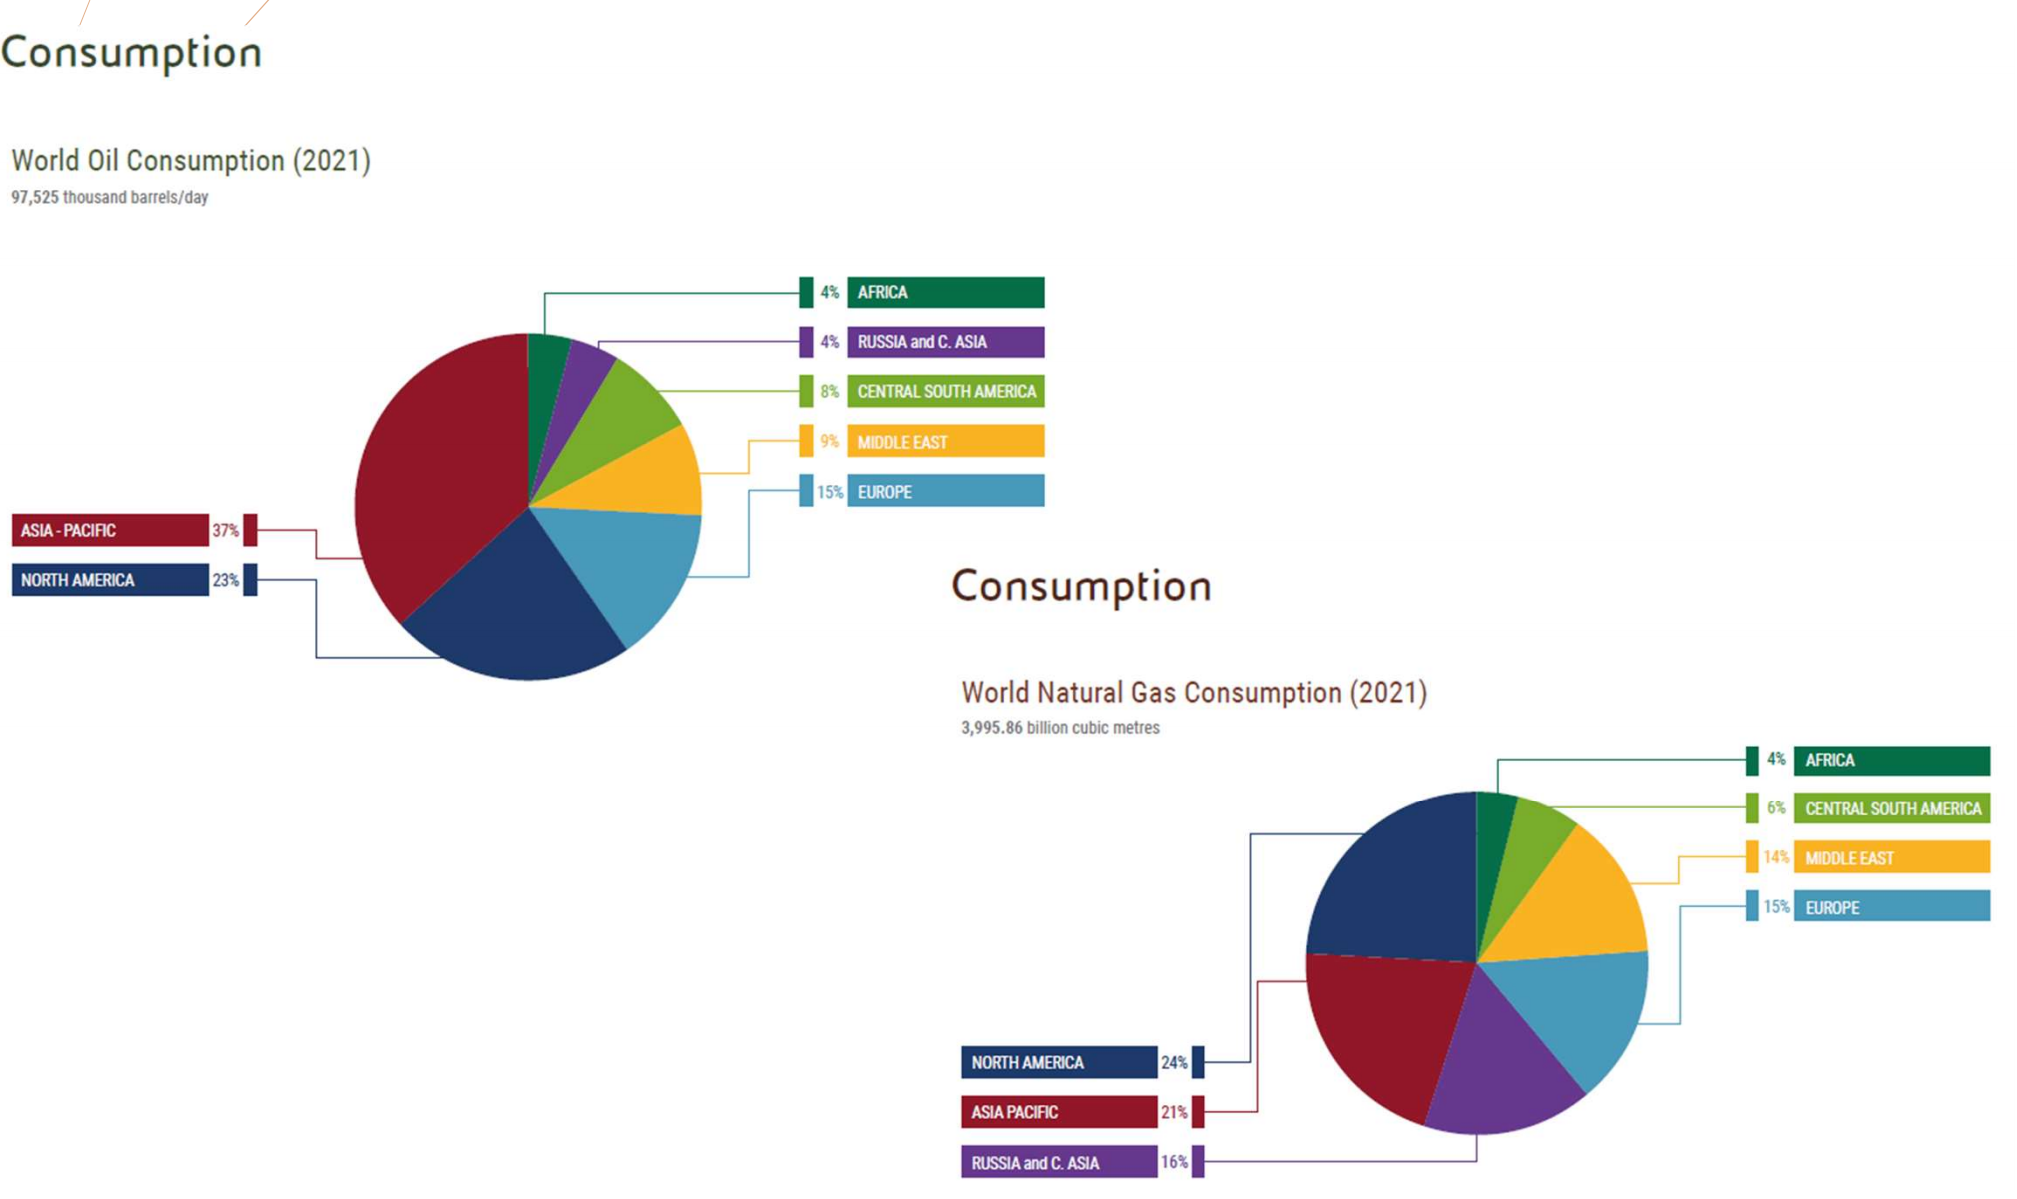 Consumption
World Oil Consumption (2021)
97,525 thousand barrels/day
4% AFRICA
4% RUSSIA and C. ASIA
8% CENTRAL SOUTH AMERICA
9% MIDDLE EAST
15% EUROPE
ASIA - PACIFIC 37%
NORTH AMERICA 23%
Consumption
World Natural Gas Consumption (2021)
3,995.86 billion cubic metres
4% AFRICA
6% CENTRAL SOUTH AMERICA
14% MIDDLE EAST
15% EUROPE
NORTH AMERICA 24%
ASIA PACIFIC 21%
RUSSIA and C. ASIA 16%